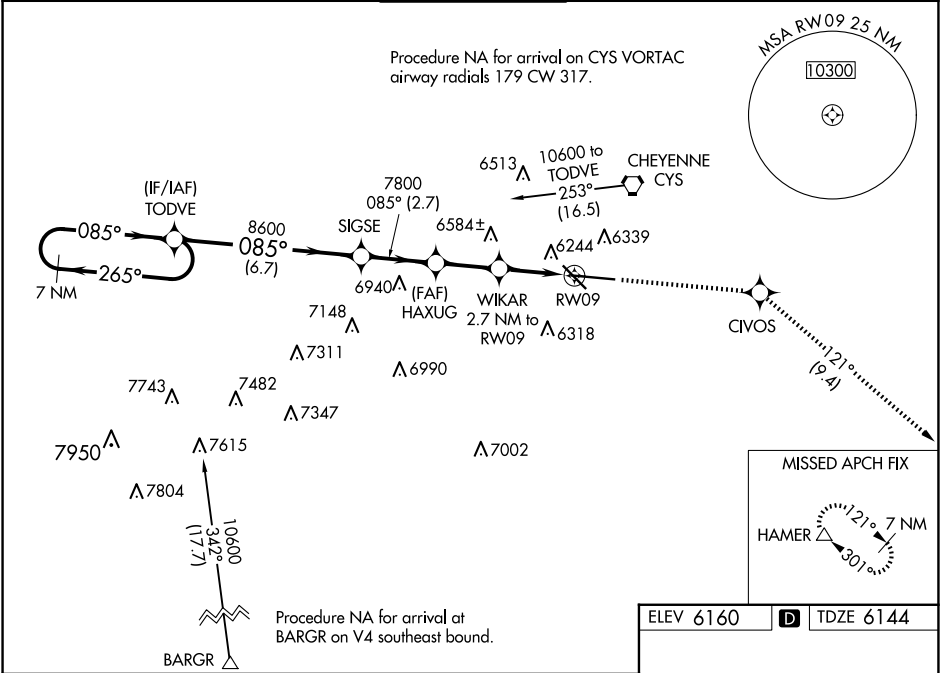 Procedure NA for arrival on CYS VORTAC
airway radials 179 CW 317.
MSA RW09 25 NM
10300
6513
10600 to
TODVE
253°
(16.5)
CHEYENNE
CYS
(IF/IAF)
TODVE
085°
265°
7 NM
8600
085°
(6.7)
SIGSE
7800
085° (2.7)
6584±
6244
6339
6940
(FAF)
HAXUG
WIKAR
2.7 NM to
RW09
RW09
6318
CIVOS
121°
(9.4)
7148
7311
6990
7743
7482
7347
7950
7615
7002
7804
10600
342°
(17.7)
BARGR
Procedure NA for arrival at
BARGR on V4 southeast bound.
MISSED APCH FIX
HAMER
121°
7 NM
301°
ELEV 6160
D
TDZE 6144